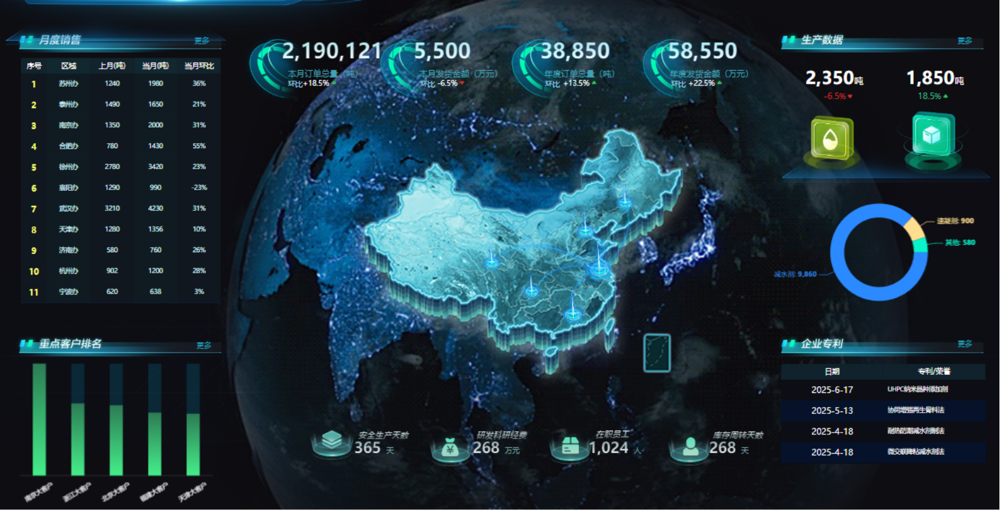 月度销售 更多
序号 区域 上月(吨) 当月(吨) 当月环比
1 苏州办 1240 1980 36%
2 泰州办 1490 1650 21%
3 南京办 1350 2000 31%
4 合肥办 780 1430 55%
5 徐州办 2780 3420 23%
6 襄阳办 1290 990 -23%
7 武汉办 3210 4230 31%
8 天津办 1280 1356 10%
9 济南办 580 760 26%
10 杭州办 902 1200 28%
11 宁波办 620 638 3%
重点客户排名 更多
南京大客户 浙江大客户 北京大客户 福建大客户 天津大客户
2,190,121
本月订单总量（吨）
环比+18.5%
5,500
本月发货金额（万元）
环比 -6.5%
38,850
年度订单总量（吨）
环比 +13.5%
58,550
年度发货金额（万元）
环比 +22.5%
安全生产天数
365 天
研发科研经费
268 万元
在职员工
1,024 人
库存周转天数
268 天
生产数据 更多
2,350吨 1,850吨
-6.5% 18.5%
速凝剂: 900
其他: 580
减水剂: 9,860
企业专利 更多
日期 专利/荣誉
2025-6-17 UHPC纳米晶种添加剂
2025-5-13 协同增强再生骨料法
2025-4-18 耐热防潮减水剂制法
2025-4-18 微交联降粘减水剂法